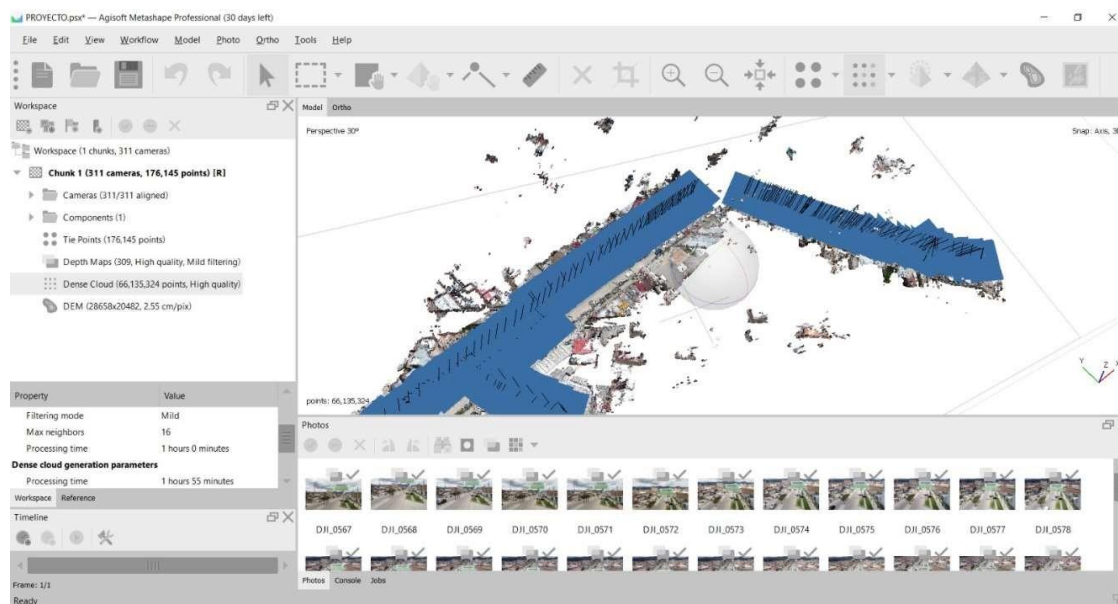 PROYECTO.psx* — Agisoft Metashape Professional (30 days left)
File Edit View Workflow Model Photo Ortho Tools Help
Workspace
Workspace (1 chunks, 311 cameras)
Chunk 1 (311 cameras, 176,145 points) [R]
Cameras (311/311 aligned)
Components (1)
Tie Points (176,145 points)
Depth Maps (309, High quality, Mild filtering)
Dense Cloud (66,135,324 points, High quality)
DEM (28658x20482, 2.55 cm/pix)
Property Value
Filtering mode Mild
Max neighbors 16
Processing time 1 hours 0 minutes
Dense cloud generation parameters
Processing time 1 hours 55 minutes
Workspace Reference
Timeline
Frame: 1/1
Ready
Model Ortho
Perspective 30°
Snap: Axis, 3
Y Z X
points: 66,135,324
Photos
DJI_0567 DJI_0568 DJI_0569 DJI_0570 DJI_0571 DJI_0572 DJI_0573 DJI_0574 DJI_0575 DJI_0576 DJI_0577 DJI_0578
Photos Console Jobs